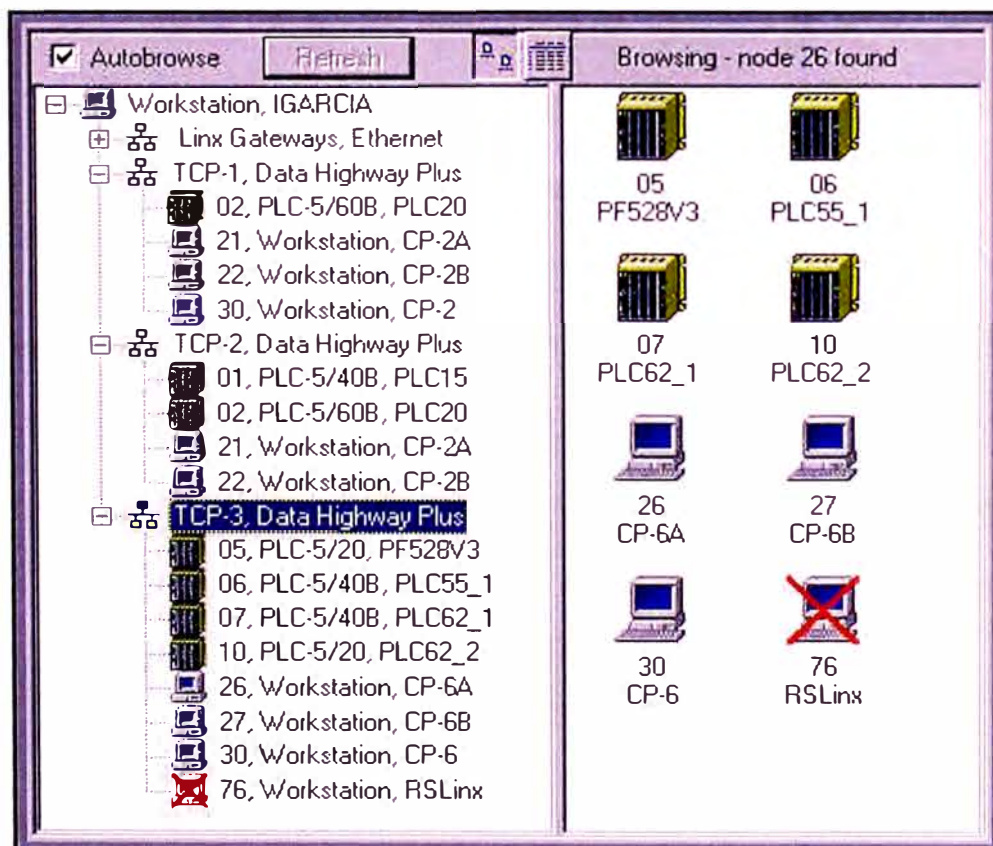 Autobrowse
Refresh
Browsing - node 26 found
Workstation, IGARCIA
Linx Gateways, Ethernet
TCP-1, Data Highway Plus
02, PLC-5/60B, PLC20
21, Workstation, CP-2A
22, Workstation, CP-2B
30, Workstation, CP-2
TCP-2, Data Highway Plus
01, PLC-5/40B, PLC15
02, PLC-5/60B, PLC20
21, Workstation, CP-2A
22, Workstation, CP-2B
TCP-3, Data Highway Plus
05, PLC-5/20, PF528V3
06, PLC-5/40B, PLC55_1
07, PLC-5/40B, PLC62_1
10, PLC-5/20, PLC62_2
26, Workstation, CP-6A
27, Workstation, CP-6B
30, Workstation, CP-6
76, Workstation, RSLinx
05 06
PF528V3 PLC55_1
07 10
PLC62_1 PLC62_2
26 27
CP-6A CP-6B
30 76
CP-6 RSLinx